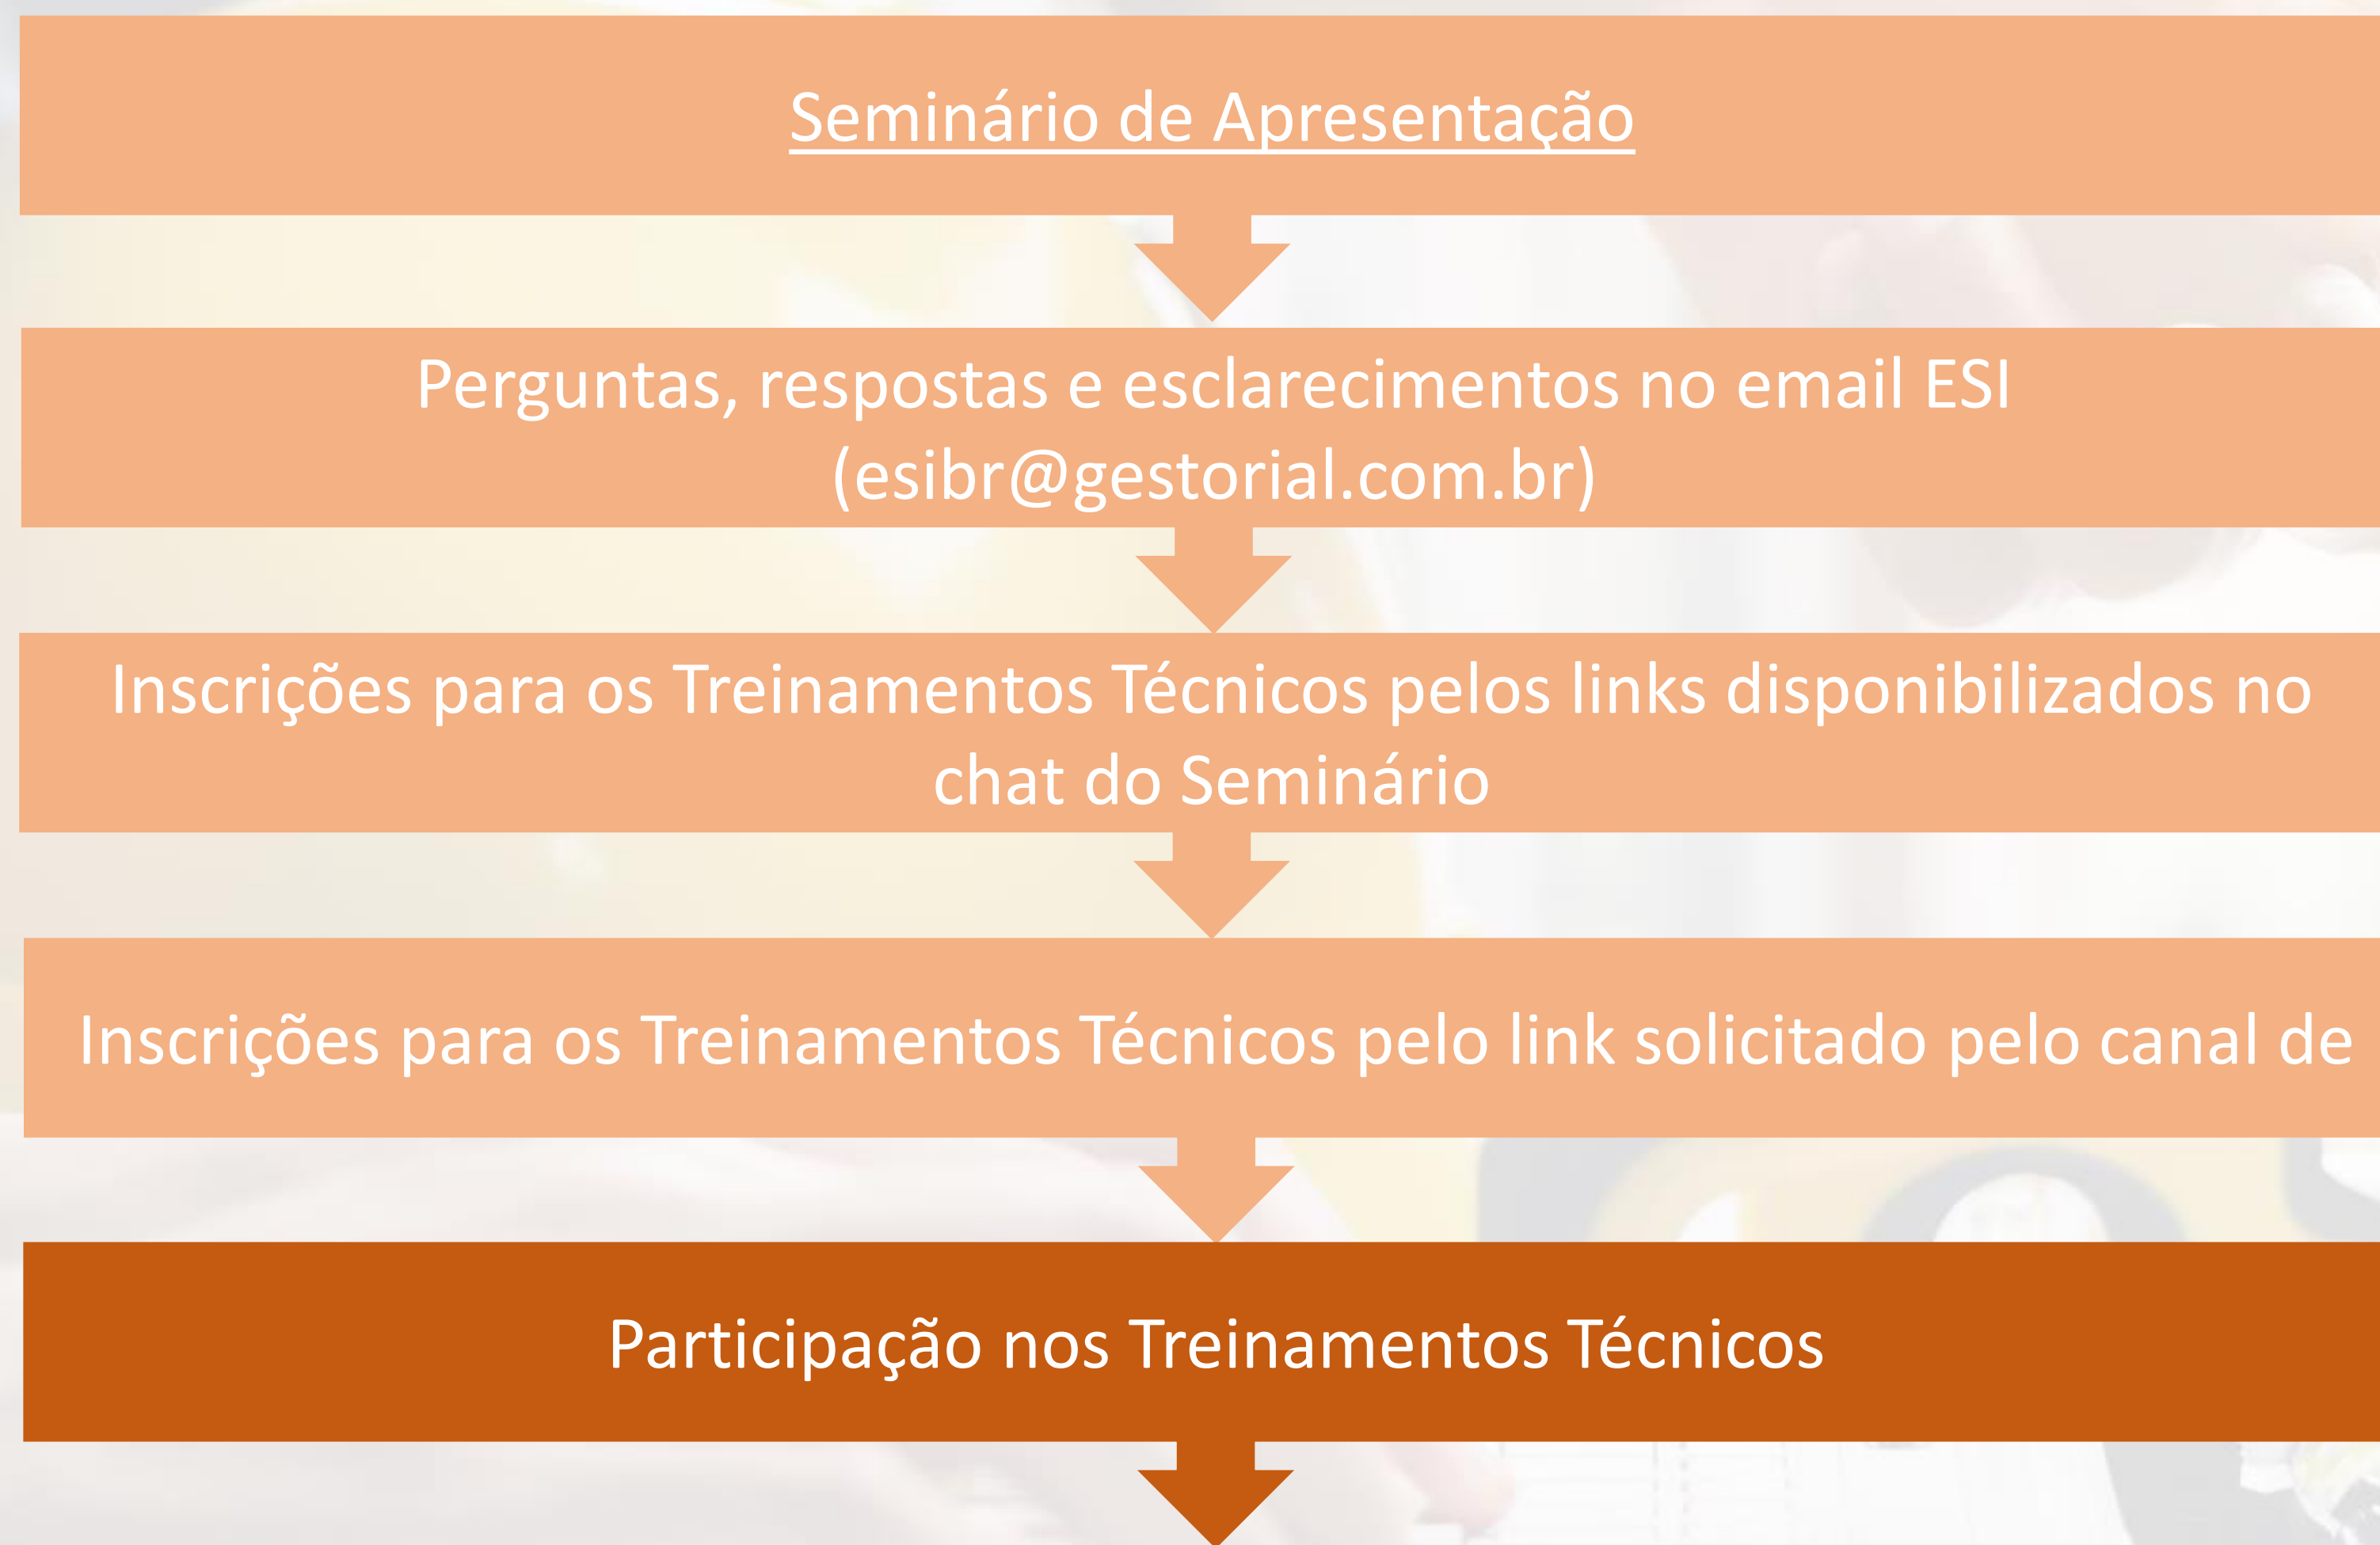 Seminário de Apresentação
Perguntas, respostas e esclarecimentos no email ESI
(esibr@gestorial.com.br)
Inscrições para os Treinamentos Técnicos pelos links disponibilizados no
chat do Seminário
Inscrições para os Treinamentos Técnicos pelo link solicitado pelo canal de
Participação nos Treinamentos Técnicos